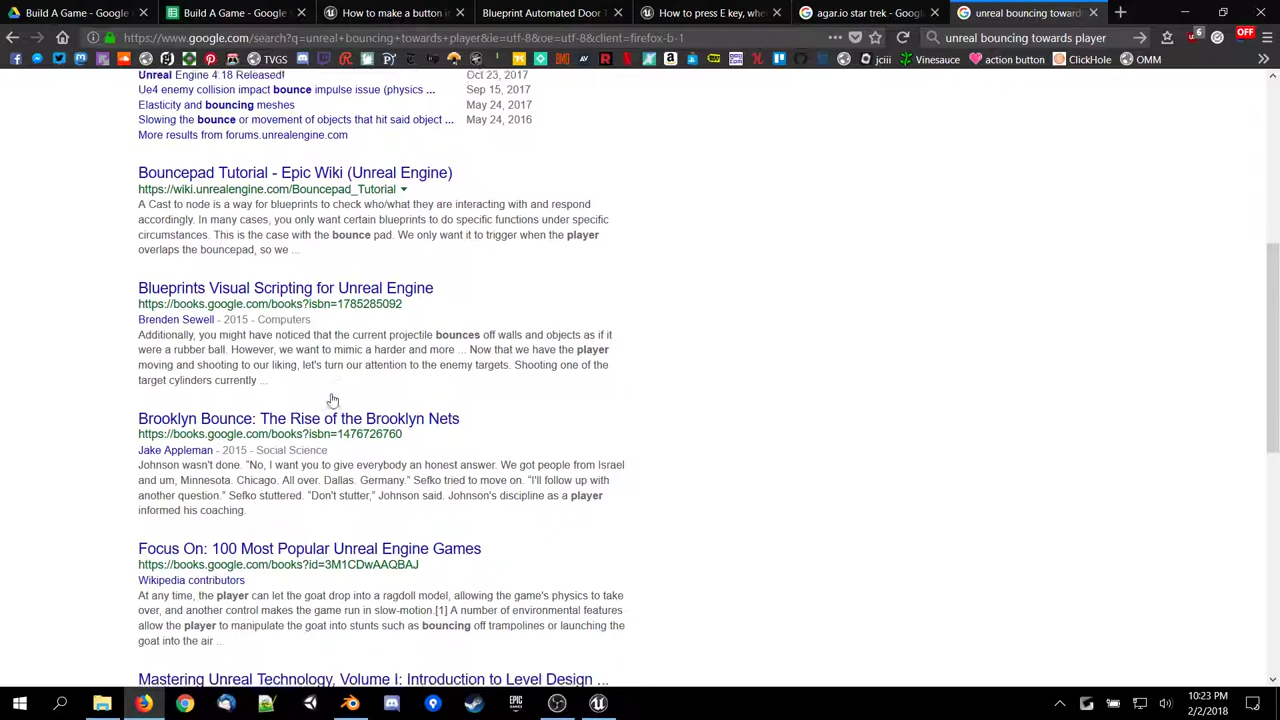 Build A Game - Google
Build A Game - Google S
How to make a button i
Blueprint Automated Door T
How to press E key, whe
agar.io star trek - Google
unreal bouncing toward
https://www.google.com/search?q=unreal+bouncing+towards+player&ie=utf-8&oe=utf-8&client=firefox-b-1
unreal bouncing towards player
6
OFF
TVGS
jciii
Vinesauce
action button
ClickHole
OMM
Unreal Engine 4.18 Released! Oct 23, 2017
Ue4 enemy collision impact bounce impulse issue (physics ... Sep 15, 2017
Elasticity and bouncing meshes May 24, 2017
Slowing the bounce or movement of objects that hit said object ... May 24, 2016
More results from forums.unrealengine.com
Bouncepad Tutorial - Epic Wiki (Unreal Engine)
https://wiki.unrealengine.com/Bouncepad_Tutorial
A Cast to node is a way for blueprints to check who/what they are interacting with and respond
accordingly. In many cases, you only want certain blueprints to do specific functions under specific
circumstances. This is the case with the bounce pad. We only want it to trigger when the player
overlaps the bouncepad, so we ...
Blueprints Visual Scripting for Unreal Engine
https://books.google.com/books?isbn=1785285092
Brenden Sewell - 2015 - Computers
Additionally, you might have noticed that the current projectile bounces off walls and objects as if it
were a rubber ball. However, we want to mimic a harder and more ... Now that we have the player
moving and shooting to our liking, let's turn our attention to the enemy targets. Shooting one of the
target cylinders currently ...
Brooklyn Bounce: The Rise of the Brooklyn Nets
https://books.google.com/books?isbn=1476726760
Jake Appleman - 2015 - Social Science
Johnson wasn't done. "No, I want you to give everybody an honest answer. We got people from Israel
and um, Minnesota. Chicago. All over. Dallas. Germany." Sefko tried to move on. "I'll follow up with
another question." Sefko stuttered. "Don't stutter," Johnson said. Johnson's discipline as a player
informed his coaching.
Focus On: 100 Most Popular Unreal Engine Games
https://books.google.com/books?id=3M1CDwAAQBAJ
Wikipedia contributors
At any time, the player can let the goat drop into a ragdoll model, allowing the game's physics to take
over, and another control makes the game run in slow-motion.[1] A number of environmental features
allow the player to manipulate the goat into stunts such as bouncing off trampolines or launching the
goat into the air ...
Mastering Unreal Technology, Volume I: Introduction to Level Design ...
10:23 PM
2/2/2018